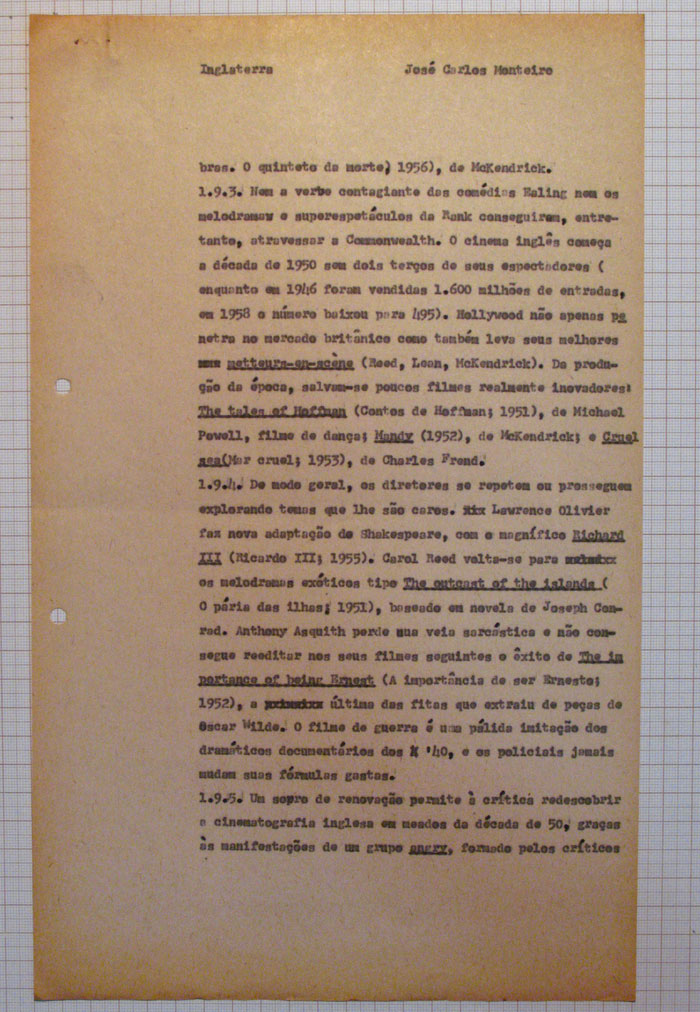 Inglaterra José Carlos Monteiro
bras. O quinteto da morte; 1956), de McKendrick.
1.9.3. Nem a verve contagiante das comédias Ealing nem os
melodramas e superespetáculos da Rank conseguirem, entre-
tanto, atravessar a Commonwealth. O cinema inglês começa
a década de 1950 sem dois terços de seus espectadores (
enquanto em 1946 foram vendidas 1.600 milhões de entradas,
em 1958 o número baixou para 495). Hollywood não apenas pe
netra no mercado britânico como também leva seus melhores
metteurs-en-scène (Reed, Lean, McKendrick). Da produ-
ção da época, salvam-se poucos filmes realmente inovadores:
The tales of Hoffman (Contos de Hoffman; 1951), de Michael
Powell, filme de dança; Mandy (1952), de McKendrick; e Cruel
sea(Mar cruel; 1953), de Charles Frend.
1.9.4. De modo geral, os diretores se repetem ou prosseguem
explorando temas que lhe são caros. Lawrence Olivier
faz nova adaptação de Shakespeare, com o magnífico Richard
III (Ricardo III; 1955). Carol Reed volta-se para
os melodramas exóticos tipo The outcast of the islands (
O pária das ilhas; 1951), baseado em novela de Joseph Con-
rad. Anthony Asquith perde sua veia sarcástica e não con-
segue reeditar nos seus filmes seguintes o êxito de The im
portance of being Ernest (A importância de ser Ernesto;
1952), a última das fitas que extraiu de peças de
Oscar Wilde. O filme de guerra é uma pálida imitação dos
dramáticos documentários dos '40, e os policiais jamais
mudam suas fórmulas gastas.
1.9.5. Um sopro de renovação permite à crítica redescobrir
a cinematografia inglesa em meados da década de 50, graças
às manifestações de um grupo angry, formado pelos críticos